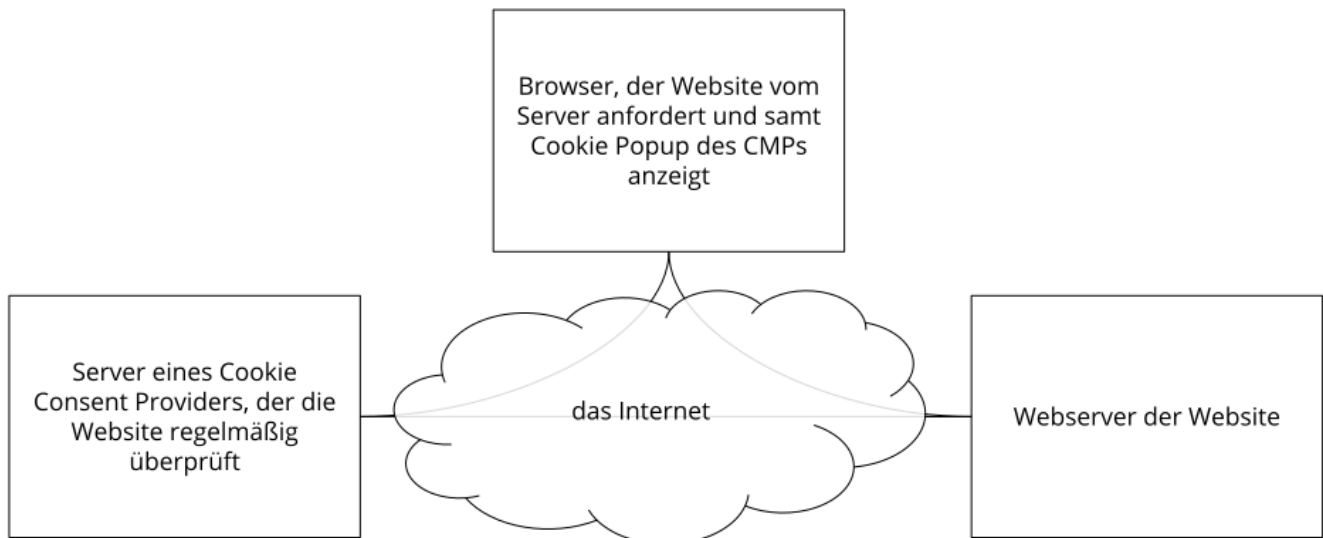 Browser, der Website vom
Server anfordert und samt
Cookie Popup des CMPs
anzeigt
Server eines Cookie
Consent Providers, der die
Website regelmäßig
überprüft
das Internet
Webserver der Website